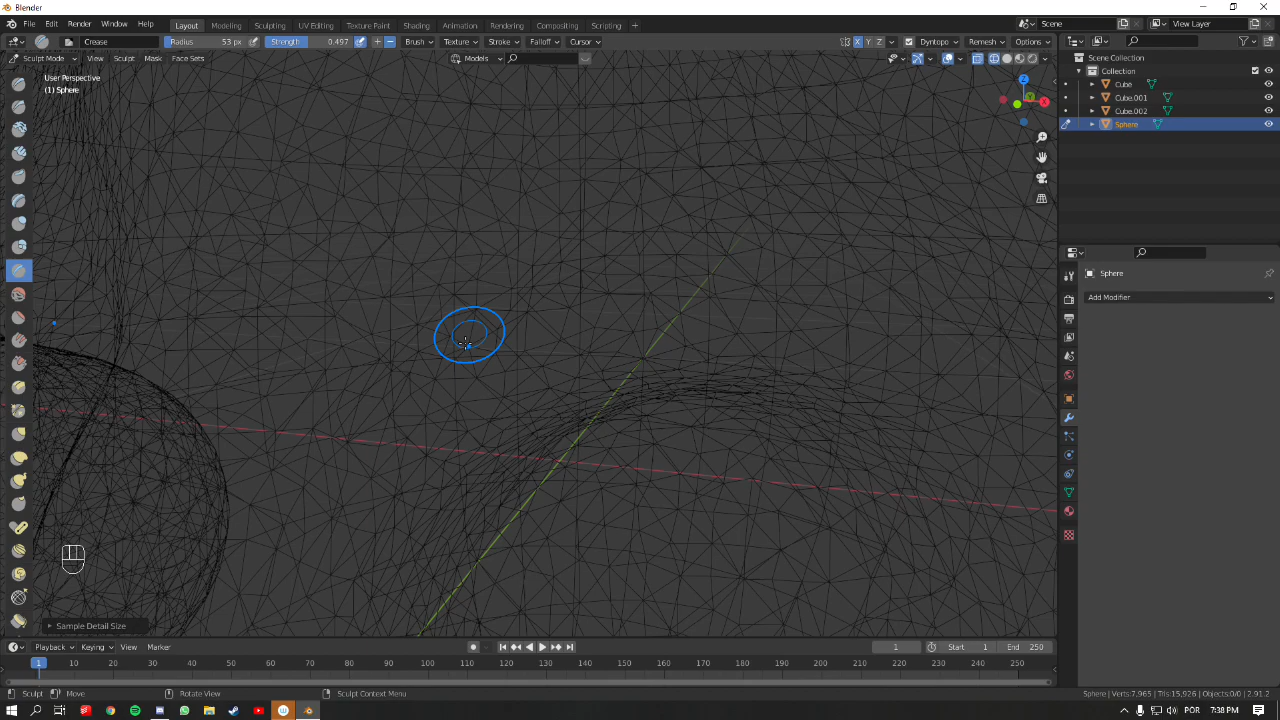 Blender
File Edit Render Window Help Layout Modeling Sculpting UV Editing Texture Paint Shading Animation Rendering Compositing Scripting + Scene View Layer
Crease Radius 53 px Strength 0.497 Brush Texture Stroke Falloff Cursor X Y Z Dyntopo Remesh Options
Sculpt Mode View Sculpt Mask Face Sets Models
Scene Collection
Collection
Cube
Cube.001
Cube.002
Sphere
User Perspective
(1) Sphere
Z
Y
X
Sphere
Add Modifier
Sample Detail Size
Playback Keying View Marker 1 Start 1 End 250
1 10 20 30 40 50 60 70 80 90 100 110 120 130 140 150 160 170 180 190 200 210 220 230 240 250
Sculpt Move Rotate View Sculpt Context Menu Sphere | Verts:7,965 | Tris:15,926 | Objects:0/0 | 2.91.2
POR 7:38 PM